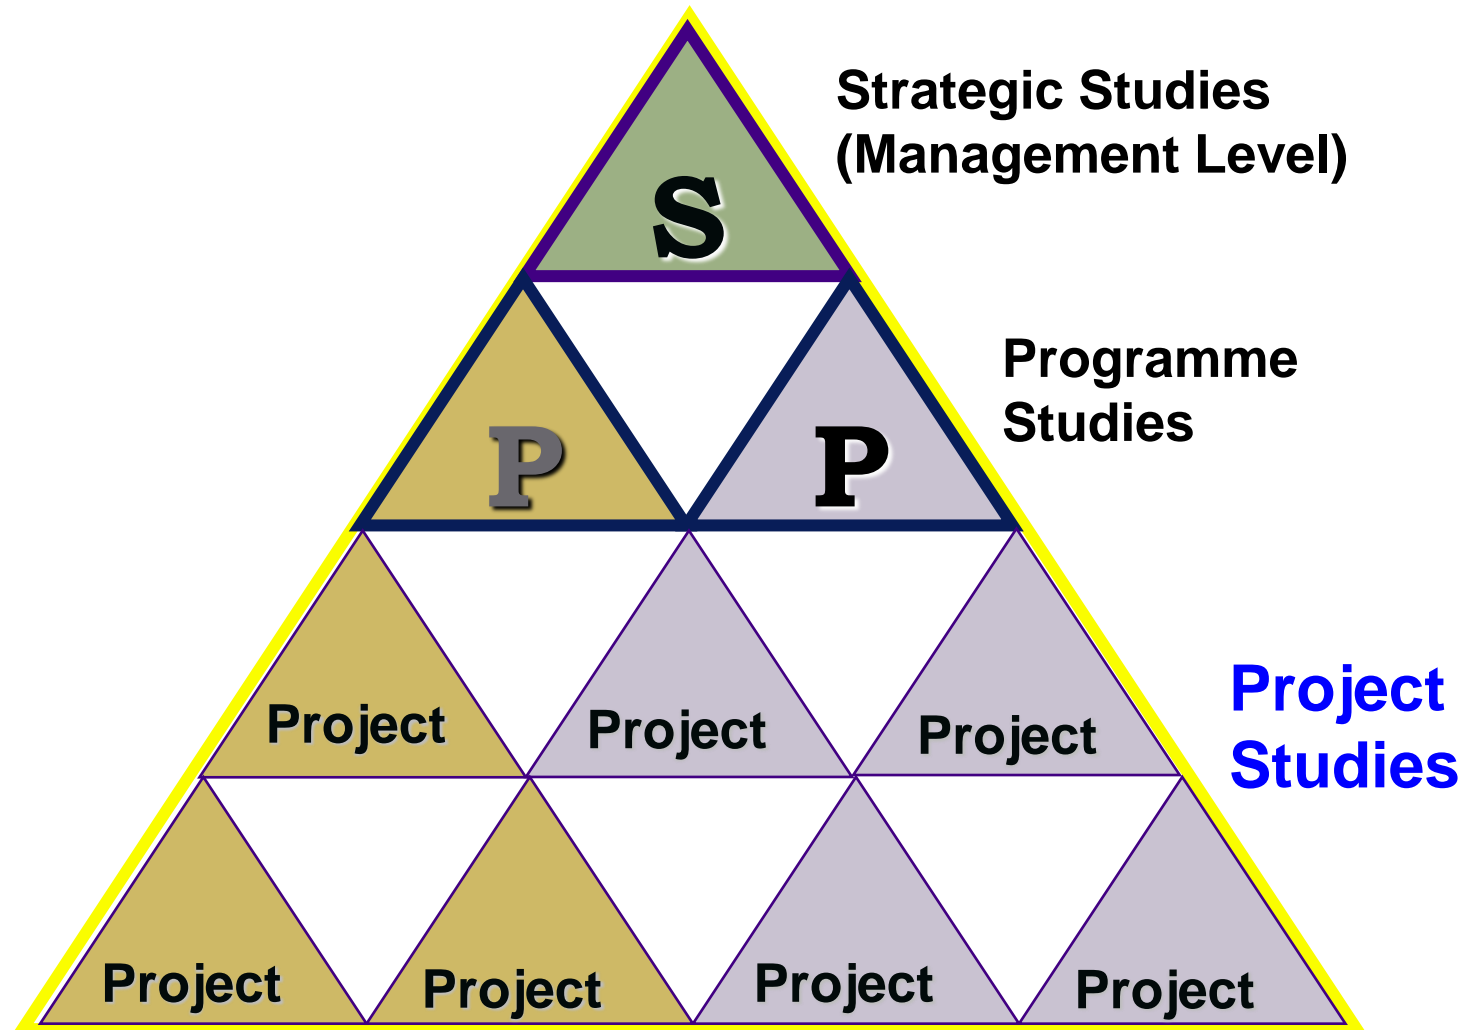 Strategic Studies
(Management Level)
S
Programme
Studies
P
P
Project
Studies
Project
Project
Project
Project
Project
Project
Project